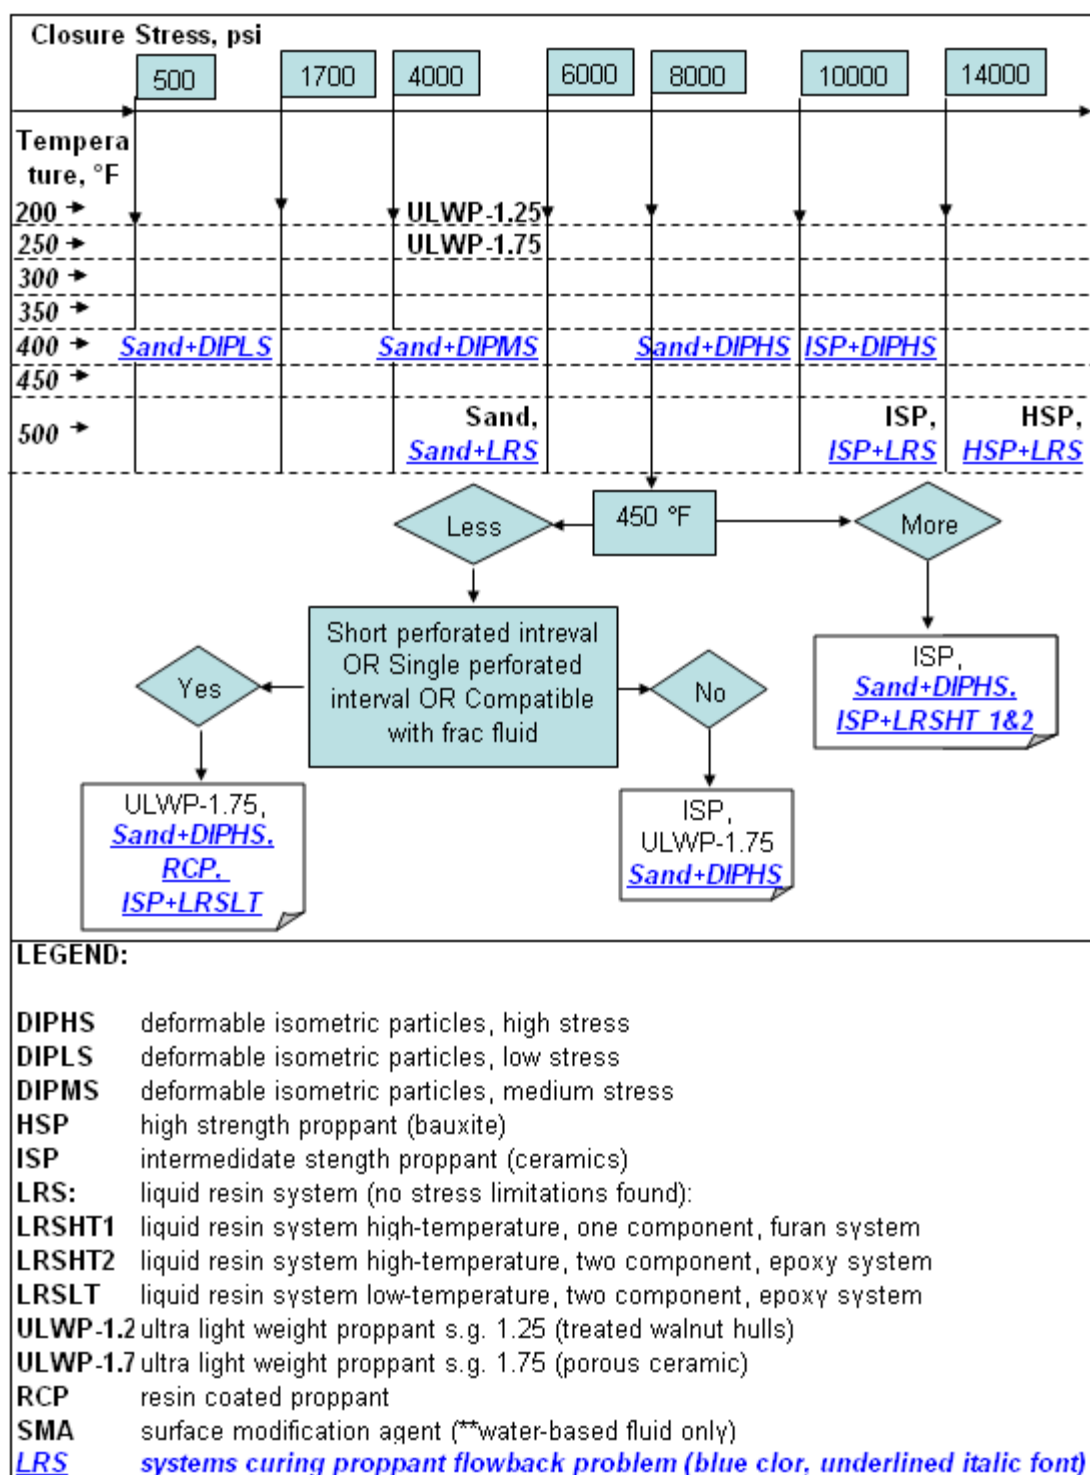 Closure Stress, psi
500 1700 4000 6000 8000 10000 14000
Tempera
ture, °F
200 ULWP-1.25
250 ULWP-1.75
300
350
400 Sand+DIPLS Sand+DIPMS Sand+DIPHS ISP+DIPHS
450
Sand, ISP, HSP,
500 Sand+LRS ISP+LRS HSP+LRS
Less 450 °F More
Short perforated intreval
OR Single perforated
interval OR Compatible
with frac fluid
Yes No
ISP,
Sand+DIPHS.
ISP+LRSHT 1&2
ULWP-1.75,
Sand+DIPHS.
RCP.
ISP+LRSLT
ISP,
ULWP-1.75
Sand+DIPHS
LEGEND:
DIPHS deformable isometric particles, high stress
DIPLS deformable isometric particles, low stress
DIPMS deformable isometric particles, medium stress
HSP high strength proppant (bauxite)
ISP intermedidate stength proppant (ceramics)
LRS: liquid resin system (no stress limitations found):
LRSHT1 liquid resin system high-temperature, one component, furan system
LRSHT2 liquid resin system high-temperature, two component, epoxy system
LRSLT liquid resin system low-temperature, two component, epoxy system
ULWP-1.2 ultra light weight proppant s.g. 1.25 (treated walnut hulls)
ULWP-1.7 ultra light weight proppant s.g. 1.75 (porous ceramic)
RCP resin coated proppant
SMA surface modification agent (**water-based fluid only)
LRS systems curing proppant flowback problem (blue clor, underlined italic font)